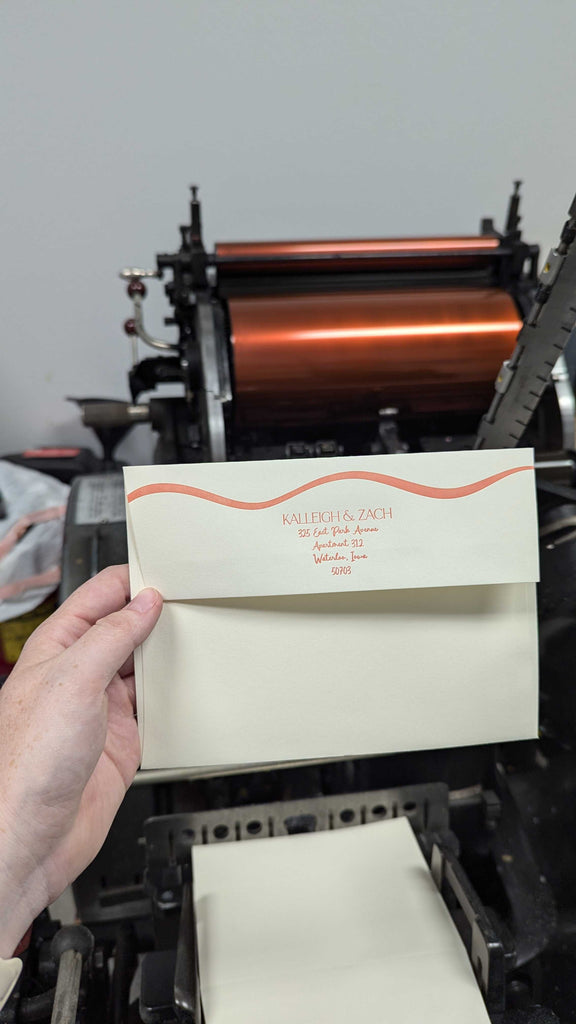 KALLEIGH & ZACH
325 East Park Avenue
Apartment 312
Waterloo, Iowa
50703